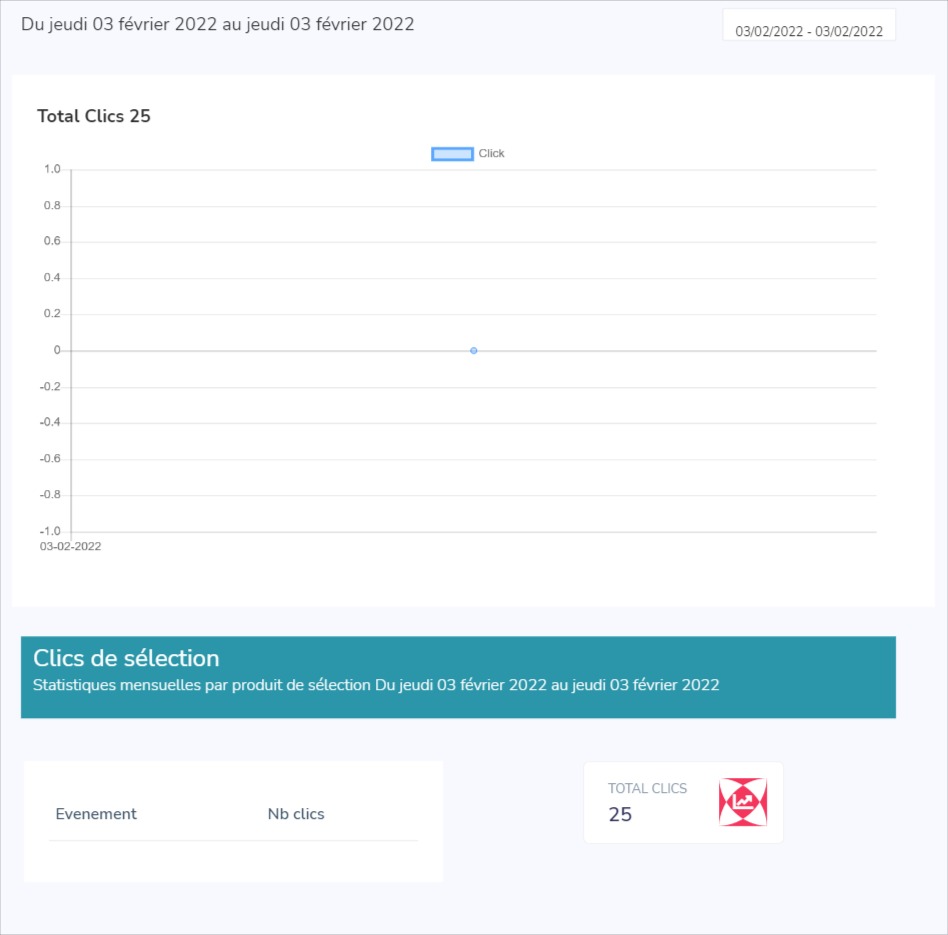 Du jeudi 03 février 2022 au jeudi 03 février 2022
03/02/2022 - 03/02/2022
Total Clics 25
Click
1.0
0.8
0.6
0.4
0.2
0
-0.2
-0.4
-0.6
-0.8
-1.0
03-02-2022
Clics de sélection
Statistiques mensuelles par produit de sélection Du jeudi 03 février 2022 au jeudi 03 février 2022
Evenement Nb clics
TOTAL CLICS
25